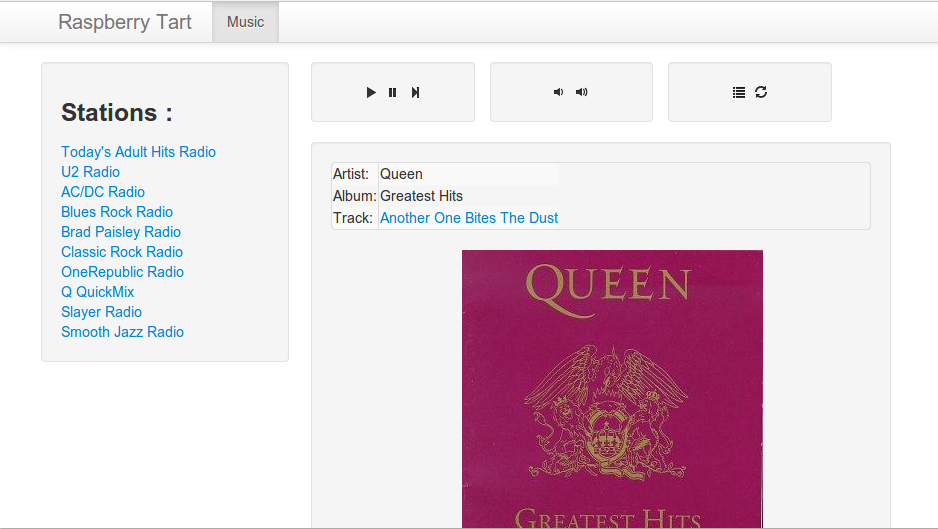 Raspberry Tart Music
Stations :
Today's Adult Hits Radio
U2 Radio
AC/DC Radio
Blues Rock Radio
Brad Paisley Radio
Classic Rock Radio
OneRepublic Radio
Q QuickMix
Slayer Radio
Smooth Jazz Radio
Artist: Queen
Album: Greatest Hits
Track: Another One Bites The Dust
QUEEN
GREATEST HITS